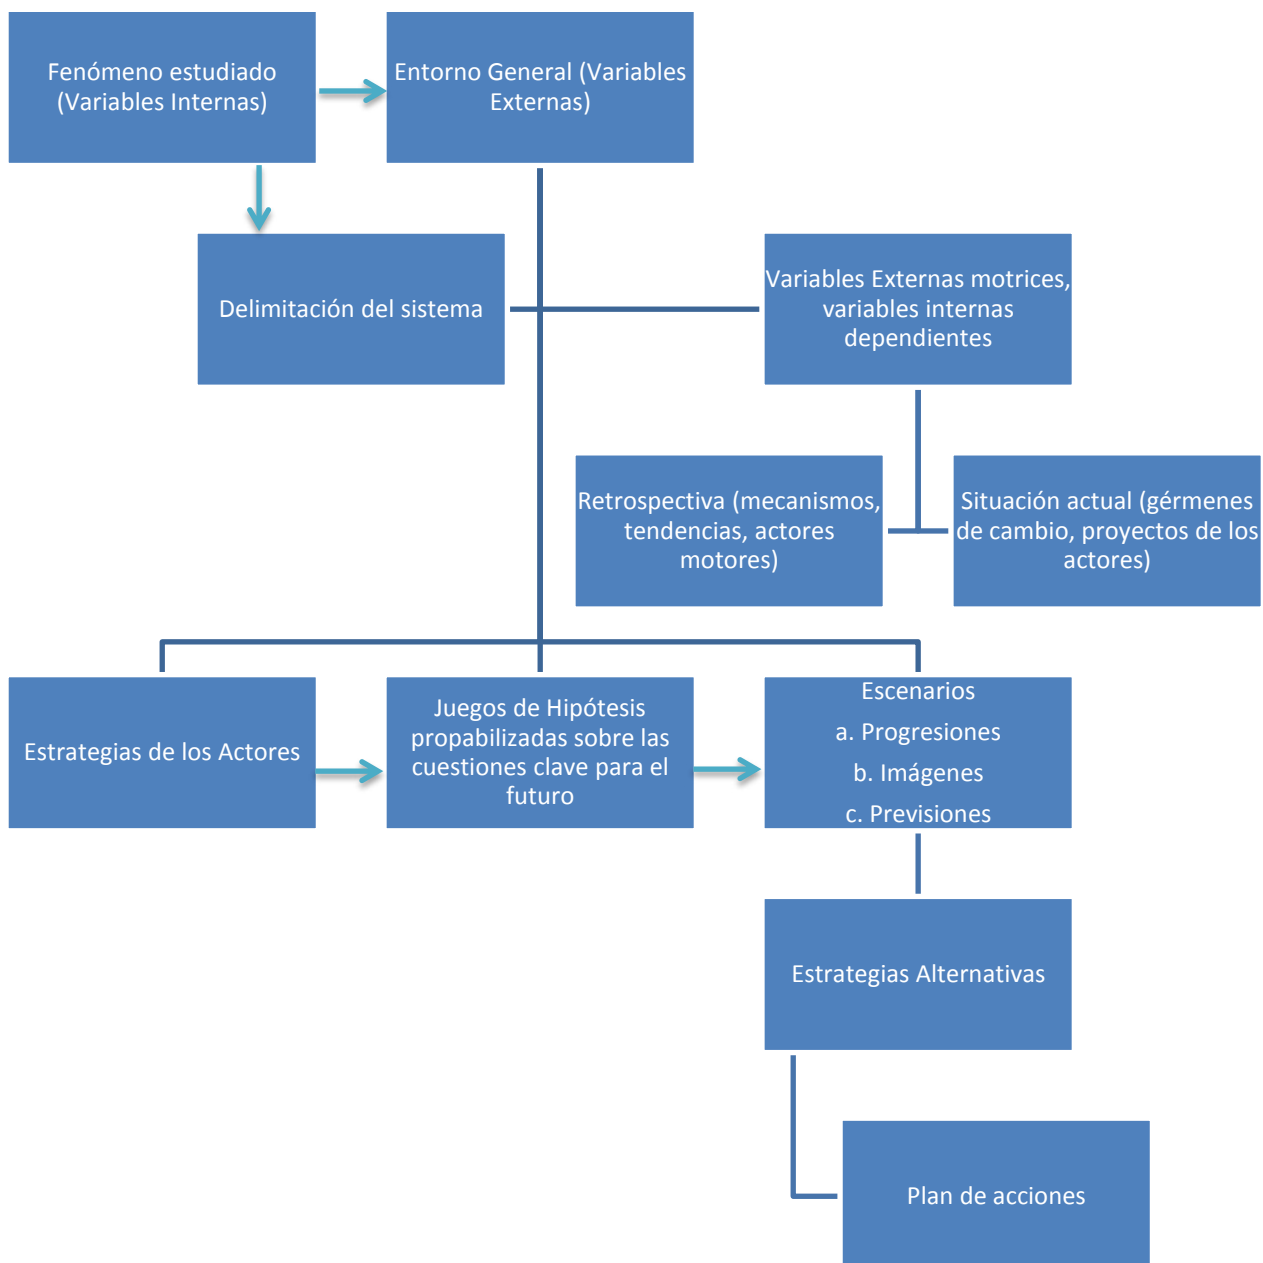 Fenómeno estudiado
(Variables Internas)
Entorno General (Variables
Externas)
Delimitación del sistema
Variables Externas motrices,
variables internas
dependientes
Retrospectiva (mecanismos,
tendencias, actores
motores)
Situación actual (gérmenes
de cambio, proyectos de los
actores)
Estrategias de los Actores
Juegos de Hipótesis
propabilizadas sobre las
cuestiones clave para el
futuro
Escenarios
a. Progresiones
b. Imágenes
c. Previsiones
Estrategias Alternativas
Plan de acciones